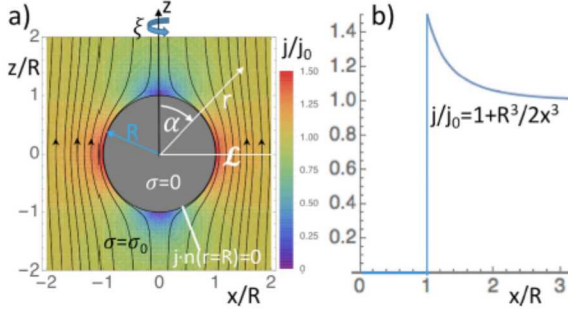 a)
ξ
z
j/j₀
z/R
2
1
0
-1
-2
r
α
R
𝓛
σ=0
σ=σ₀
j·n(r=R)=0
-2 -1 0 1 2
x/R
1.50
1.25
1.00
0.75
0.50
0.25
0
b)
1.4
1.2
1.0
0.8
0.6
0.4
0.2
j/j₀=1+R³/2x³
0 1 2 3
x/R